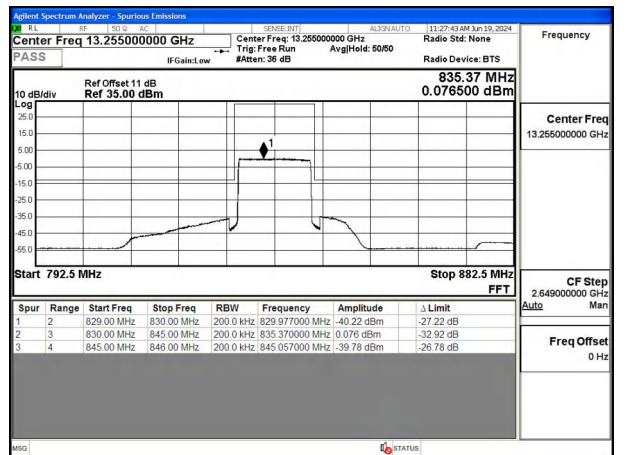 Agilent Spectrum Analyzer - Spurious Emissions
RL RF 50 Ω AC SENSE:INT ALIGN AUTO 11:27:43 AM Jun 19, 2024
Center Freq 13.255000000 GHz
Center Freq: 13.255000000 GHz
Radio Std: None
Trig: Free Run Avg|Hold: 50/50
PASS IFGain:Low #Atten: 36 dB Radio Device: BTS
Frequency
Ref Offset 11 dB
10 dB/div Ref 35.00 dBm
835.37 MHz
0.076500 dBm
Log
25.0
15.0
5.00
-5.00
-15.0
-25.0
-35.0
-45.0
-55.0
1
Start 792.5 MHz Stop 882.5 MHz
FFT
Spur Range Start Freq Stop Freq RBW Frequency Amplitude Δ Limit
1 2 829.00 MHz 830.00 MHz 200.0 kHz 829.977000 MHz -40.22 dBm -27.22 dB
2 3 830.00 MHz 845.00 MHz 200.0 kHz 835.370000 MHz 0.076 dBm -32.92 dB
3 4 845.00 MHz 846.00 MHz 200.0 kHz 845.057000 MHz -39.78 dBm -26.78 dB
Center Freq
13.255000000 GHz
CF Step
2.649000000 GHz
Auto Man
Freq Offset
0 Hz
MSG STATUS